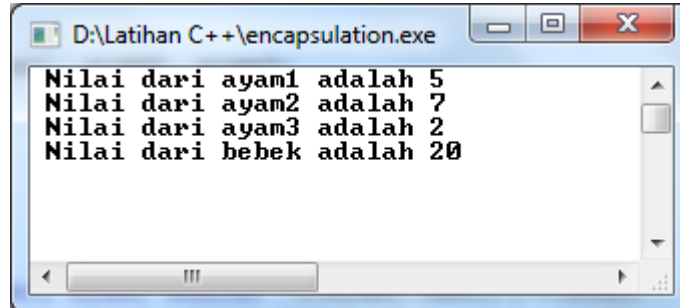 D:\Latihan C++\encapsulation.exe
Nilai dari ayam1 adalah 5
Nilai dari ayam2 adalah 7
Nilai dari ayam3 adalah 2
Nilai dari bebek adalah 20